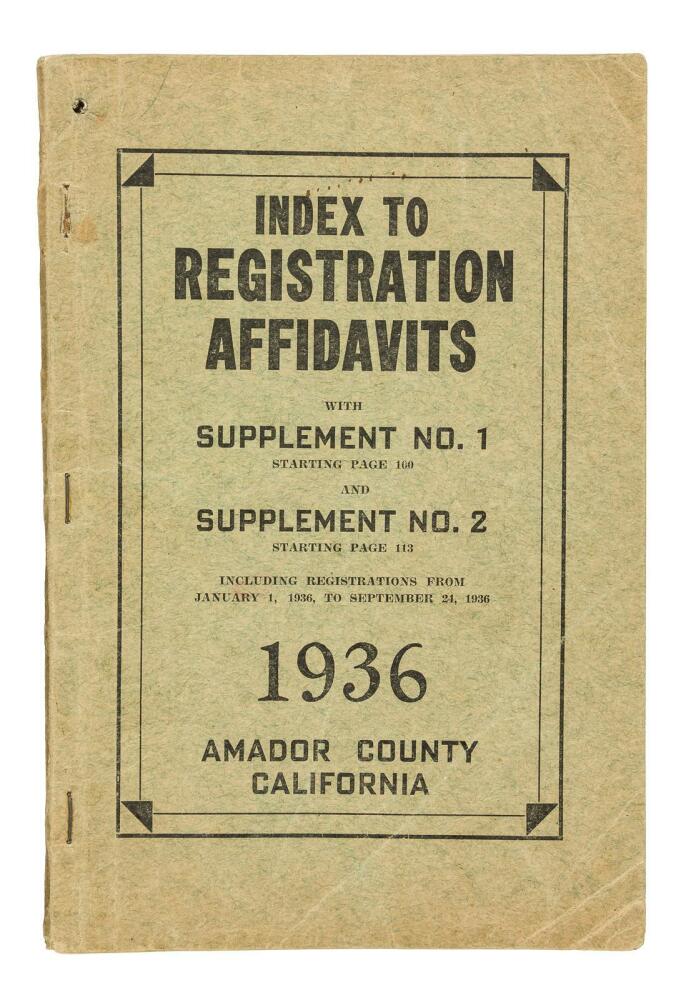 INDEX TO
REGISTRATION
AFFIDAVITS
WITH
SUPPLEMENT NO. 1
STARTING PAGE 100
AND
SUPPLEMENT NO. 2
STARTING PAGE 113
INCLUDING REGISTRATIONS FROM
JANUARY 1, 1936, TO SEPTEMBER 24, 1936
1936
AMADOR COUNTY
CALIFORNIA